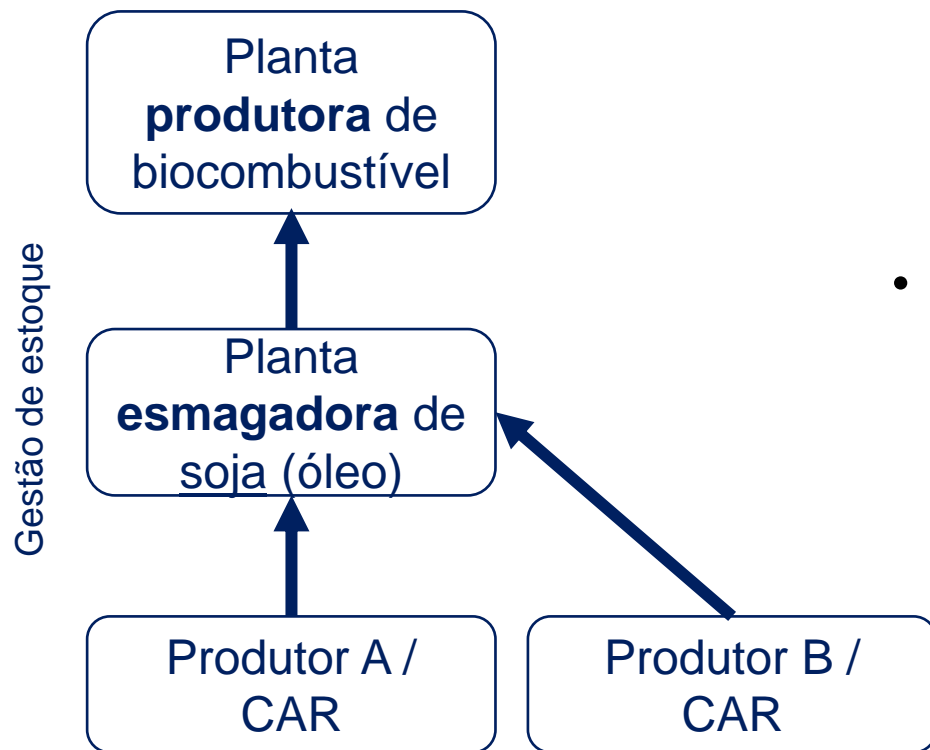 Planta
produtora de
biocombustível
Gestão de estoque
Planta
esmagadora de
soja (óleo)
•
Produtor A /
CAR
Produtor B /
CAR